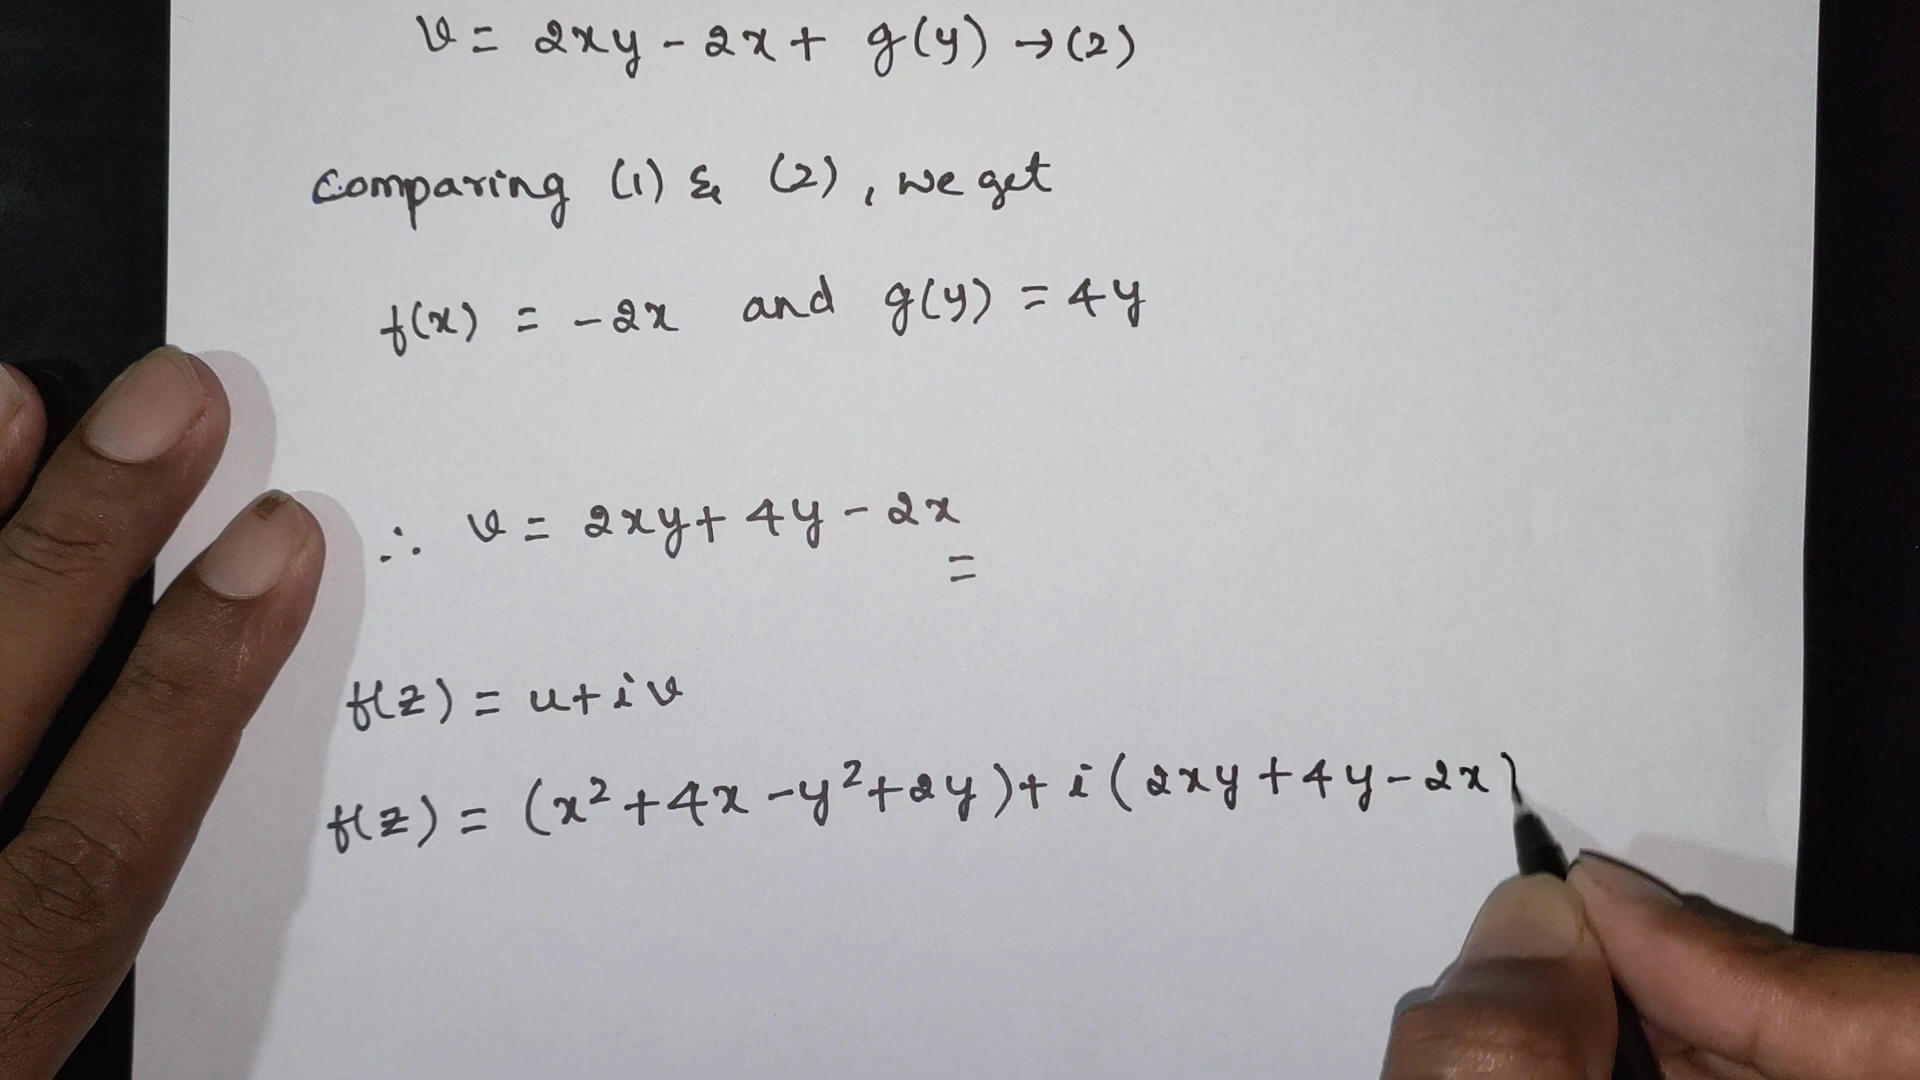 v = 2xy - 2x + g(y) → (2)
Comparing (1) & (2), we get
f(x) = -2x and g(y) = 4y
∴ v = 2xy + 4y - 2x
=
f(z) = u + iv
f(z) = (x² + 4x - y² + 2y) + i(2xy + 4y - 2x)